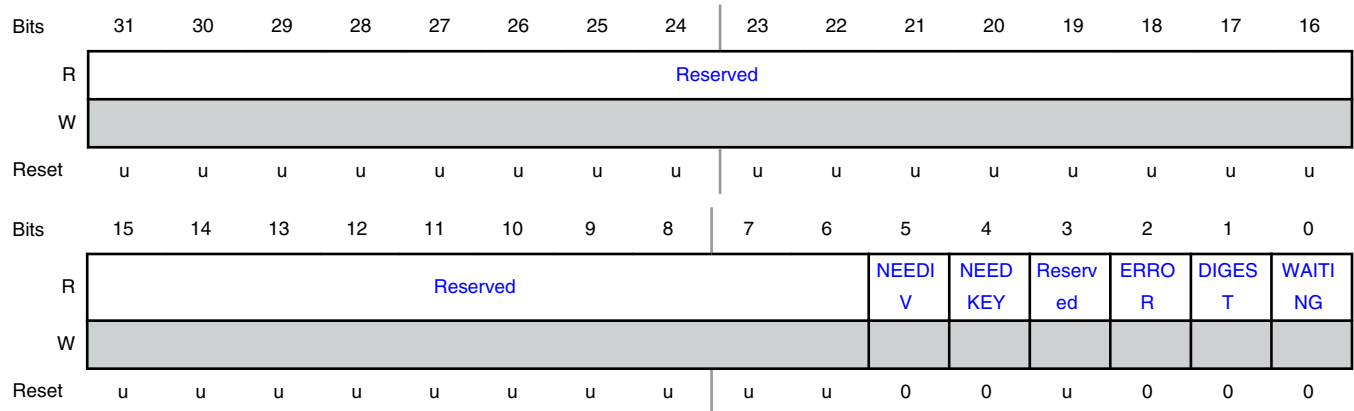 Bits 31 30 29 28 27 26 25 24 23 22 21 20 19 18 17 16
R Reserved
W
Reset u u u u u u u u u u u u u u u u
Bits 15 14 13 12 11 10 9 8 7 6 5 4 3 2 1 0
R Reserved NEEDI NEED Reserv ERRO DIGES WAITI
V KEY ed R T NG
W
Reset u u u u u u u u u u 0 0 u 0 0 0